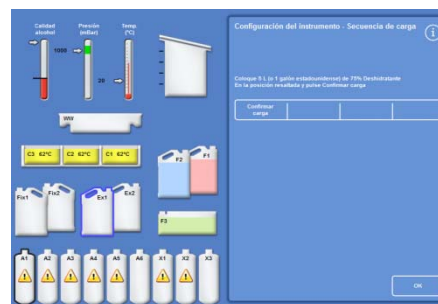 Calidad alcohol
Presión (mBar)
Temp. (°C)
1000
20
WW
C3 62°C
C2 62°C
C1 62°C
F2
F1
Fix1
Fix2
Ex1
Ex2
F3
A1
A2
A3
A4
A5
A6
X1
X2
X3
Configuración del instrumento - Secuencia de carga
i
Coloque 5 L (o 1 galón estadounidense) de 75% Deshidratante
En la posición resaltada y pulse Confirmar carga
Confirmar
carga
OK